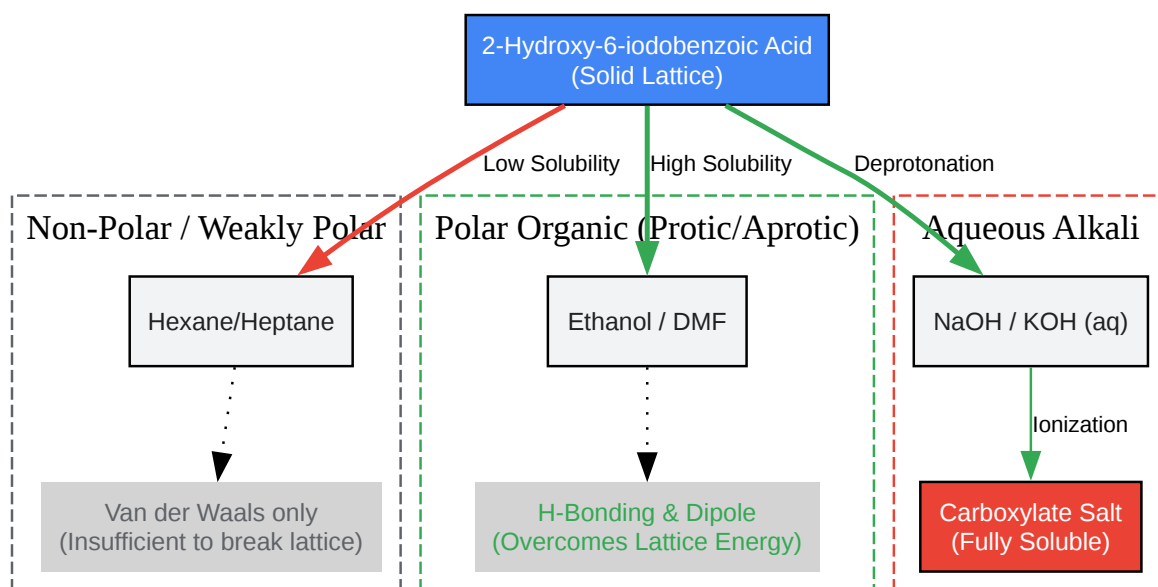 2-Hydroxy-6-iodobenzoic Acid
(Solid Lattice)
Low Solubility
High Solubility
Deprotonation
Non-Polar / Weakly Polar
Polar Organic (Protic/Aprotic)
Aqueous Alkali
Hexane/Heptane
Ethanol / DMF
NaOH / KOH (aq)
Ionization
Van der Waals only
(Insufficient to break lattice)
H-Bonding & Dipole
(Overcomes Lattice Energy)
Carboxylate Salt
(Fully Soluble)